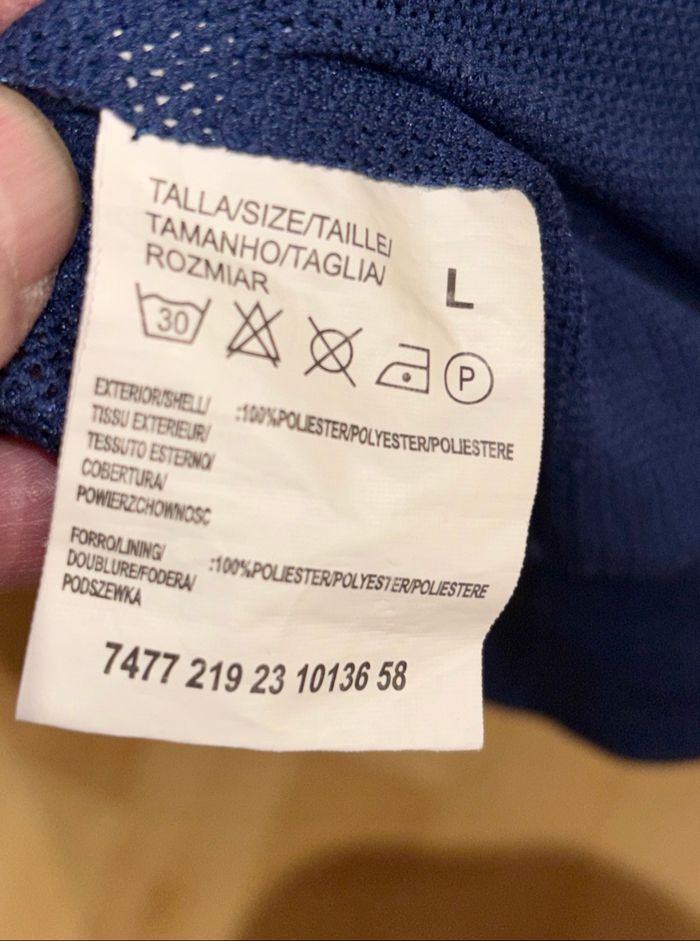 TALLA/SIZE/TAILLE/
TAMANHO/TAGLIA/
ROZMIAR
L
30
P
EXTERIOR/SHELL/
TISSU EXTERIEUR/
TESSUTO ESTERNO/
COBERTURA/
POWIERZCHOWNOSC
:100%POLIESTER/POLYESTER/POLIESTERE
FORRO/LINING/
DOUBLURE/FODERA/
PODSZEWKA
:100%POLIESTER/POLYESTER/POLIESTERE
7477 219 23 10136 58